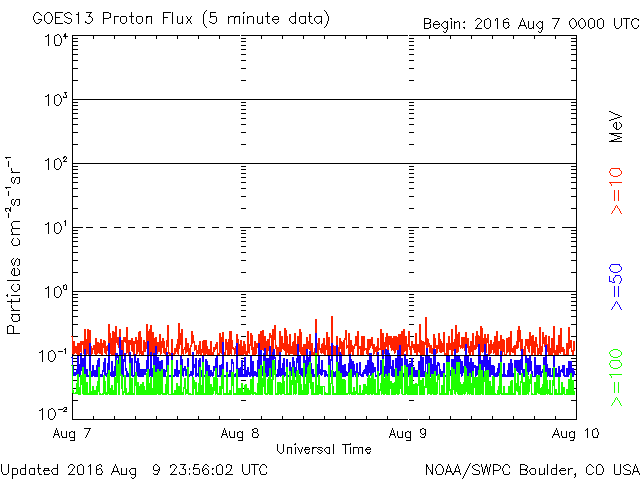 GOES13 Proton Flux (5 minute data)
Begin: 2016 Aug 7 0000 UTC
10⁴
10³
10²
10¹
10⁰
10⁻¹
10⁻²
Particles cm⁻²s⁻¹sr⁻¹
MeV
>=10
>=50
>=100
Aug 7 Aug 8 Aug 9 Aug 10
Universal Time
Updated 2016 Aug 9 23:56:02 UTC
NOAA/SWPC Boulder, CO USA